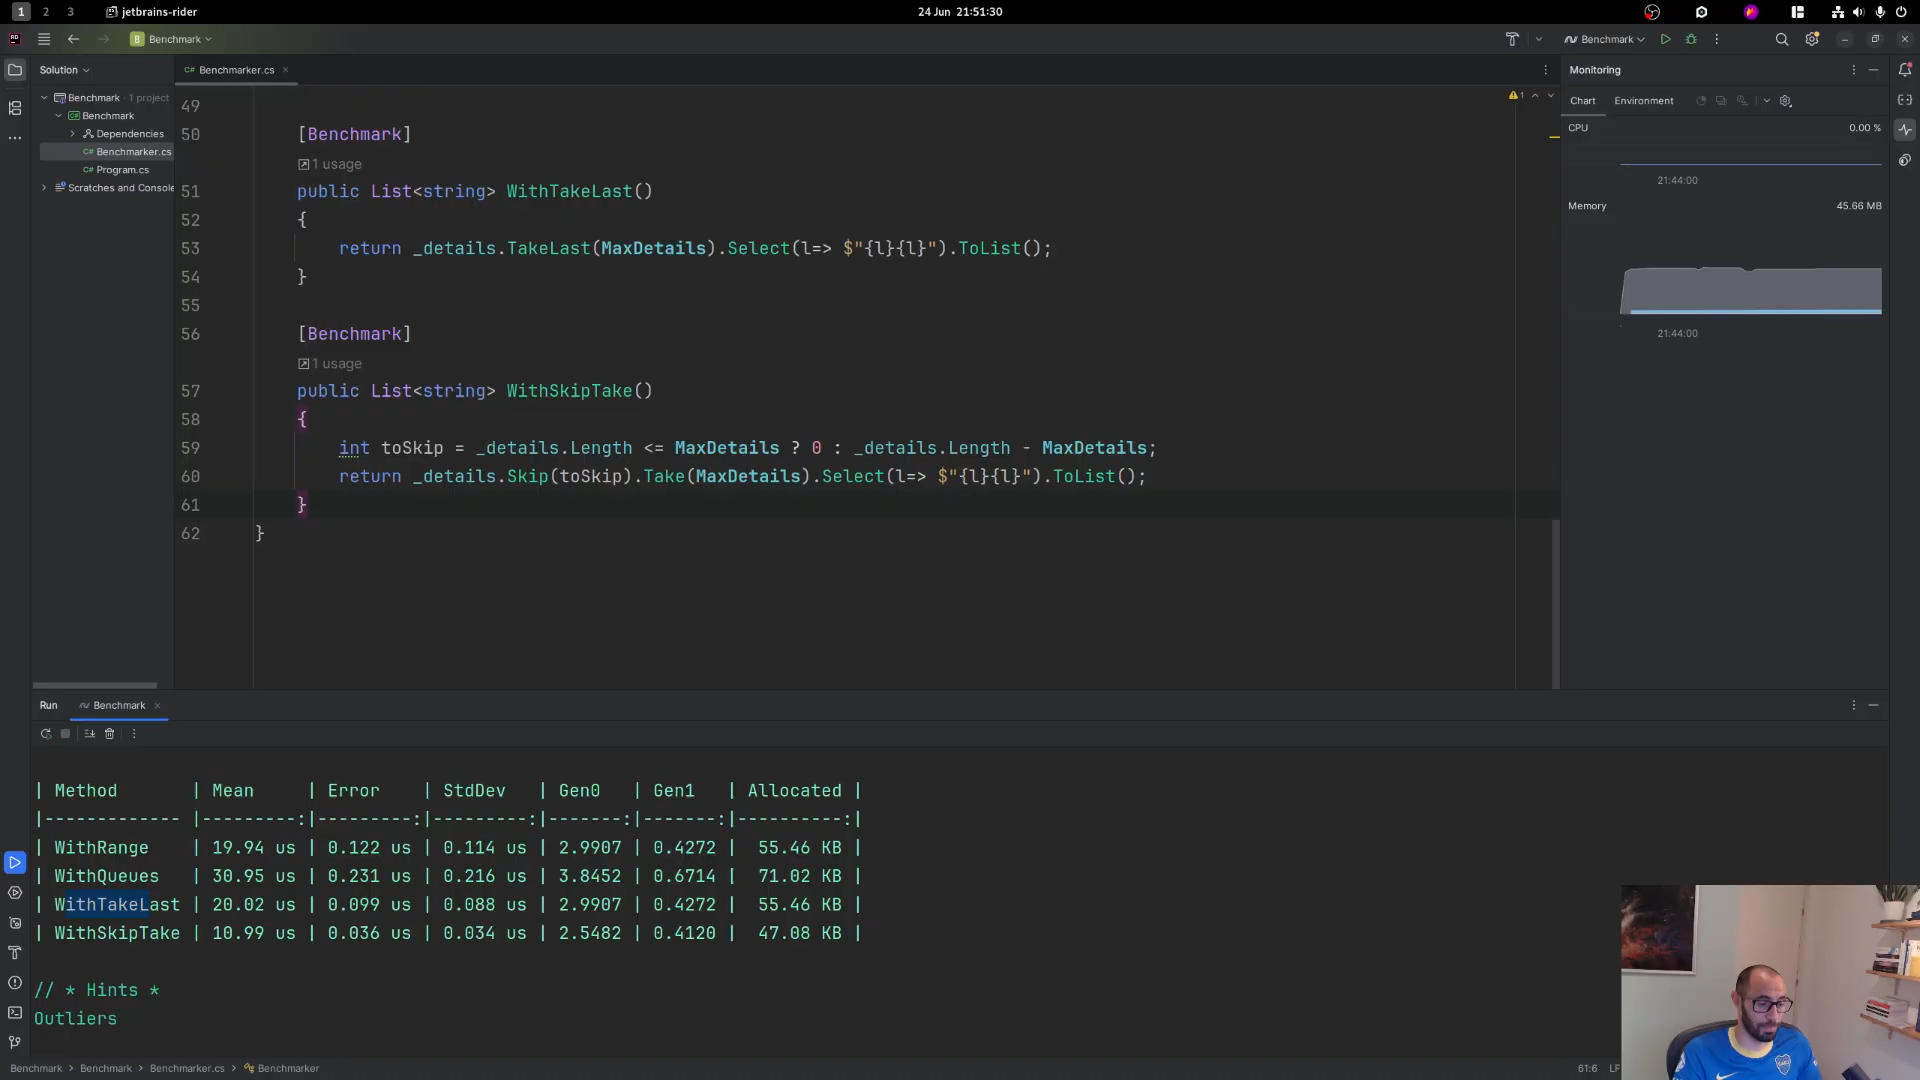 1 2 3 jetbrains-rider
24 Jun 21:51:30
RD
B Benchmark
Benchmark
Solution
C# Benchmarker.cs
Monitoring
Benchmark · 1 project
Benchmark
Dependencies
C# Benchmarker.cs
C# Program.cs
Scratches and Console
49
50 [Benchmark]
1 usage
51 public List<string> WithTakeLast()
52 {
53 return _details.TakeLast(MaxDetails).Select(l=> $"{l}{l}").ToList();
54 }
55
56 [Benchmark]
1 usage
57 public List<string> WithSkipTake()
58 {
59 int toSkip = _details.Length <= MaxDetails ? 0 : _details.Length - MaxDetails;
60 return _details.Skip(toSkip).Take(MaxDetails).Select(l=> $"{l}{l}").ToList();
61 }
62 }
1
Chart Environment
CPU 0.00 %
21:44:00
Memory 45.66 MB
21:44:00
Run Benchmark
| Method | Mean | Error | StdDev | Gen0 | Gen1 | Allocated |
|------------- |---------:|---------:|---------:|-------:|-------:|----------:|
| WithRange | 19.94 us | 0.122 us | 0.114 us | 2.9907 | 0.4272 | 55.46 KB |
| WithQueues | 30.95 us | 0.231 us | 0.216 us | 3.8452 | 0.6714 | 71.02 KB |
| WithTakeLast | 20.02 us | 0.099 us | 0.088 us | 2.9907 | 0.4272 | 55.46 KB |
| WithSkipTake | 10.99 us | 0.036 us | 0.034 us | 2.5482 | 0.4120 | 47.08 KB |
// * Hints *
Outliers
Benchmark > Benchmark > Benchmarker.cs > Benchmarker
61:6 LF